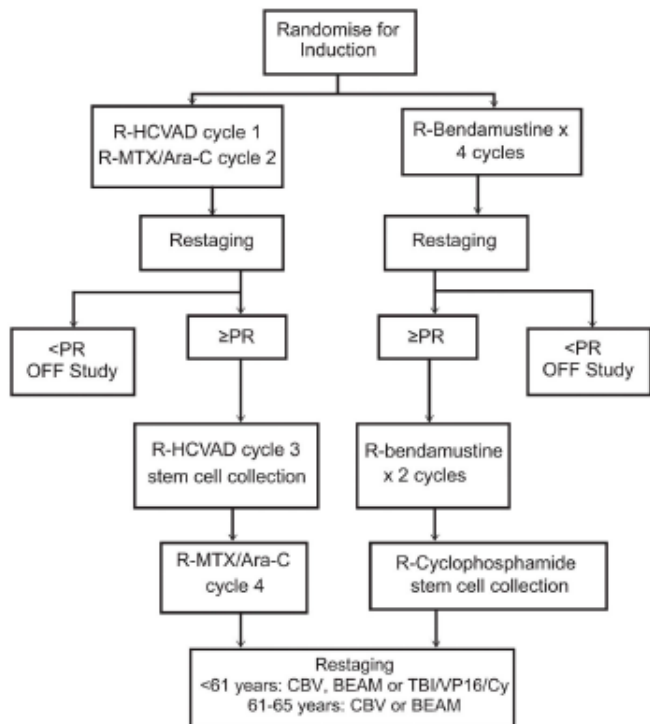 Randomise for
Induction
R-HCVAD cycle 1
R-MTX/Ara-C cycle 2
R-Bendamustine x
4 cycles
Restaging
Restaging
<PR
OFF Study
≥PR
≥PR
<PR
OFF Study
R-HCVAD cycle 3
stem cell collection
R-bendamustine
x 2 cycles
R-MTX/Ara-C
cycle 4
R-Cyclophosphamide
stem cell collection
Restaging
<61 years: CBV, BEAM or TBI/VP16/Cy
61-65 years: CBV or BEAM